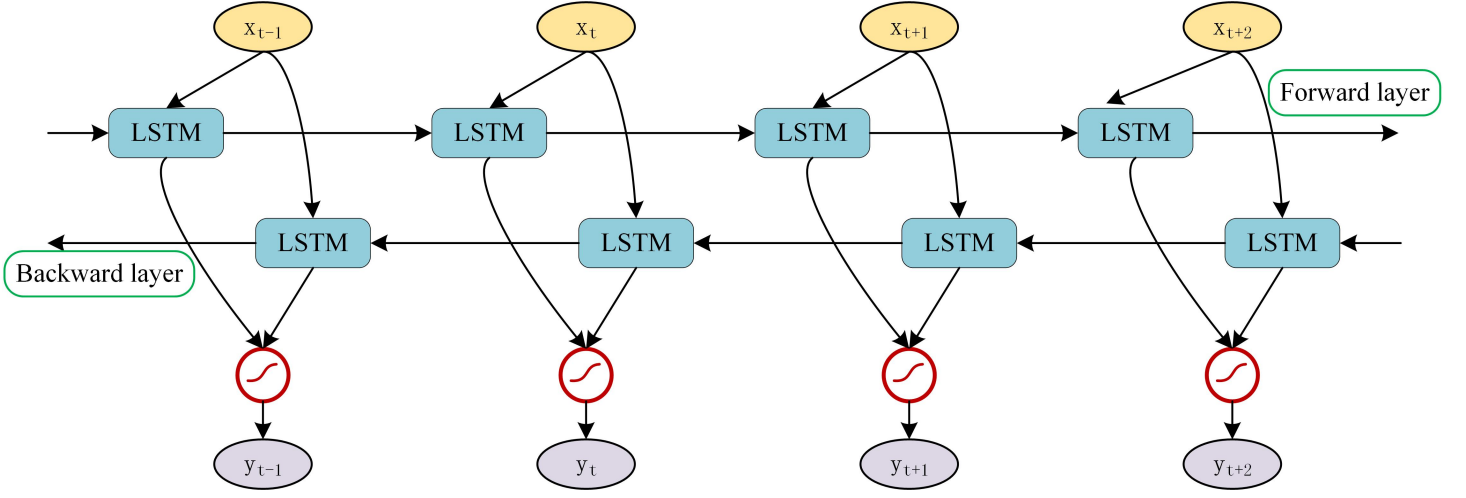 x_{t-1} x_t x_{t+1} x_{t+2}
Forward layer
LSTM LSTM LSTM LSTM
LSTM LSTM LSTM LSTM
Backward layer
y_{t-1} y_t y_{t+1} y_{t+2}